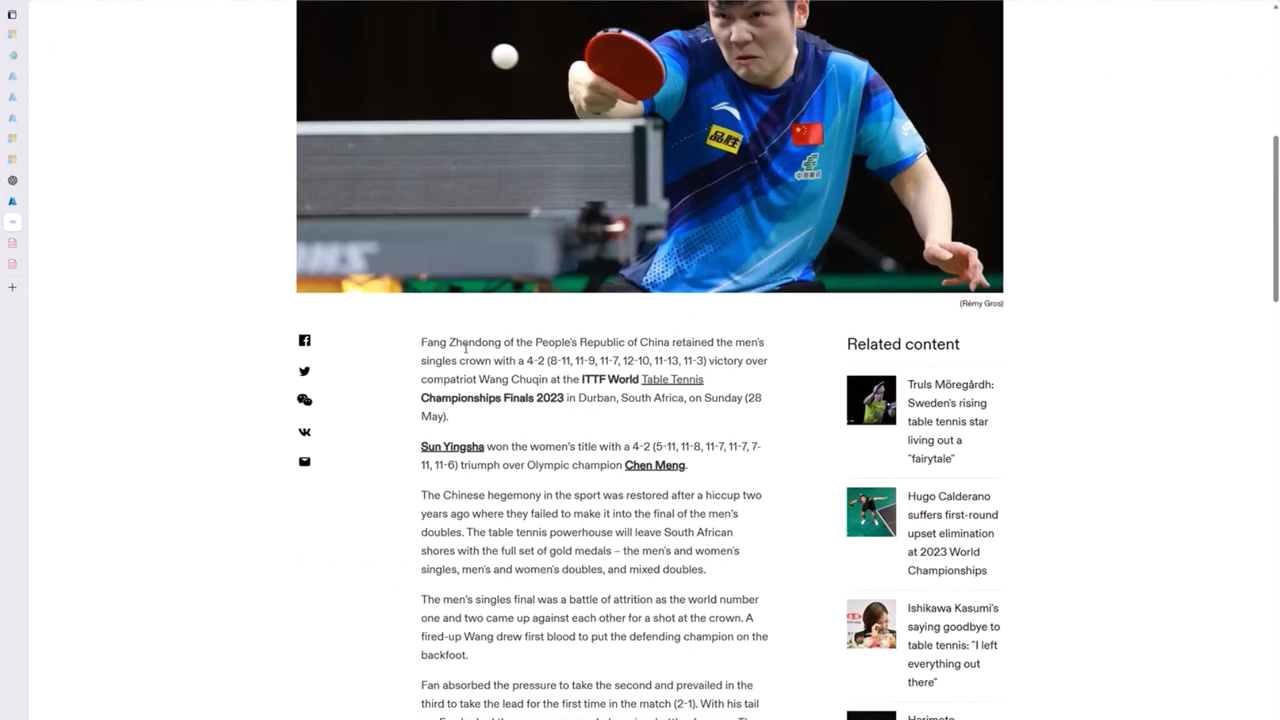 品胜
中国邮政
(Rémy Gros)
Fang Zhendong of the People's Republic of China retained the men's
singles crown with a 4-2 (8-11, 11-9, 11-7, 12-10, 11-13, 11-3) victory over
compatriot Wang Chuqin at the ITTF World Table Tennis
Championships Finals 2023 in Durban, South Africa, on Sunday (28
May).
Sun Yingsha won the women's title with a 4-2 (5-11, 11-8, 11-7, 11-7, 7-
11, 11-6) triumph over Olympic champion Chen Meng.
The Chinese hegemony in the sport was restored after a hiccup two
years ago where they failed to make it into the final of the men's
doubles. The table tennis powerhouse will leave South African
shores with the full set of gold medals – the men's and women's
singles, men's and women's doubles, and mixed doubles.
The men's singles final was a battle of attrition as the world number
one and two came up against each other for a shot at the crown. A
fired-up Wang drew first blood to put the defending champion on the
backfoot.
Fan absorbed the pressure to take the second and prevailed in the
third to take the lead for the first time in the match (2-1). With his tail
Related content
Truls Möregårdh:
Sweden's rising
table tennis star
living out a
"fairytale"
Hugo Calderano
suffers first-round
upset elimination
at 2023 World
Championships
Ishikawa Kasumi's
saying goodbye to
table tennis: "I left
everything out
there"
Harimoto